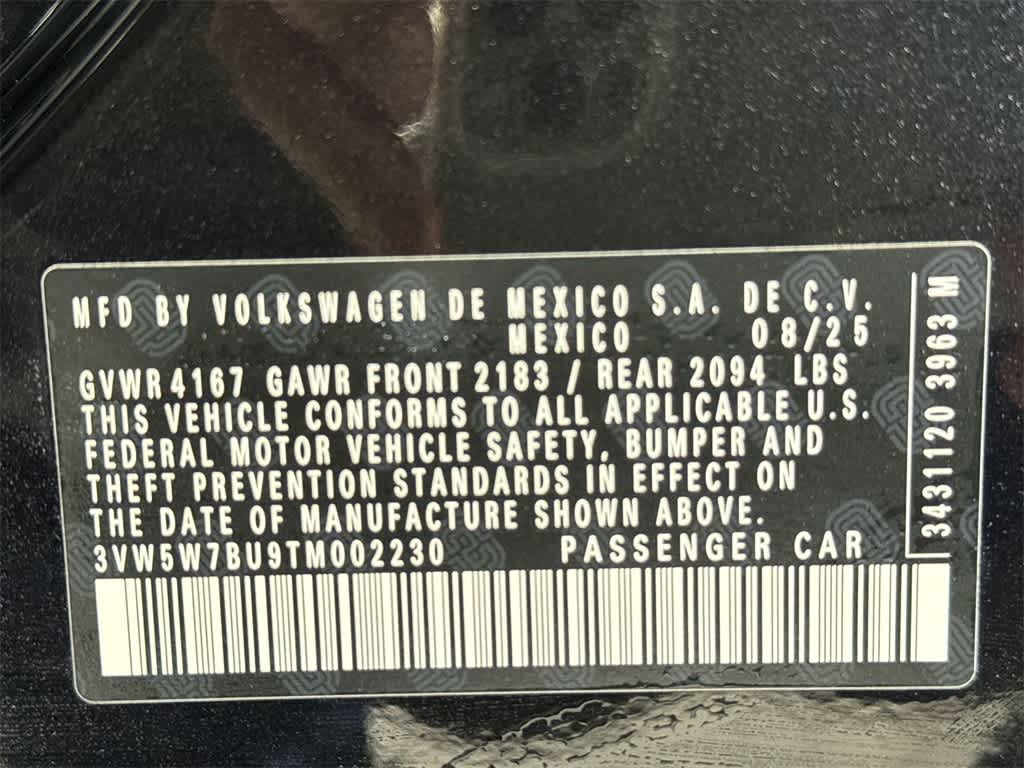 MFD BY VOLKSWAGEN DE MEXICO S.A. DE C.V.
MEXICO 08/25
GVWR 4167 GAWR FRONT 2183 / REAR 2094 LBS
THIS VEHICLE CONFORMS TO ALL APPLICABLE U.S.
FEDERAL MOTOR VEHICLE SAFETY, BUMPER AND
THEFT PREVENTION STANDARDS IN EFFECT ON
THE DATE OF MANUFACTURE SHOWN ABOVE.
3VW5W7BU9TM002230 PASSENGER CAR
3431120 3963 M